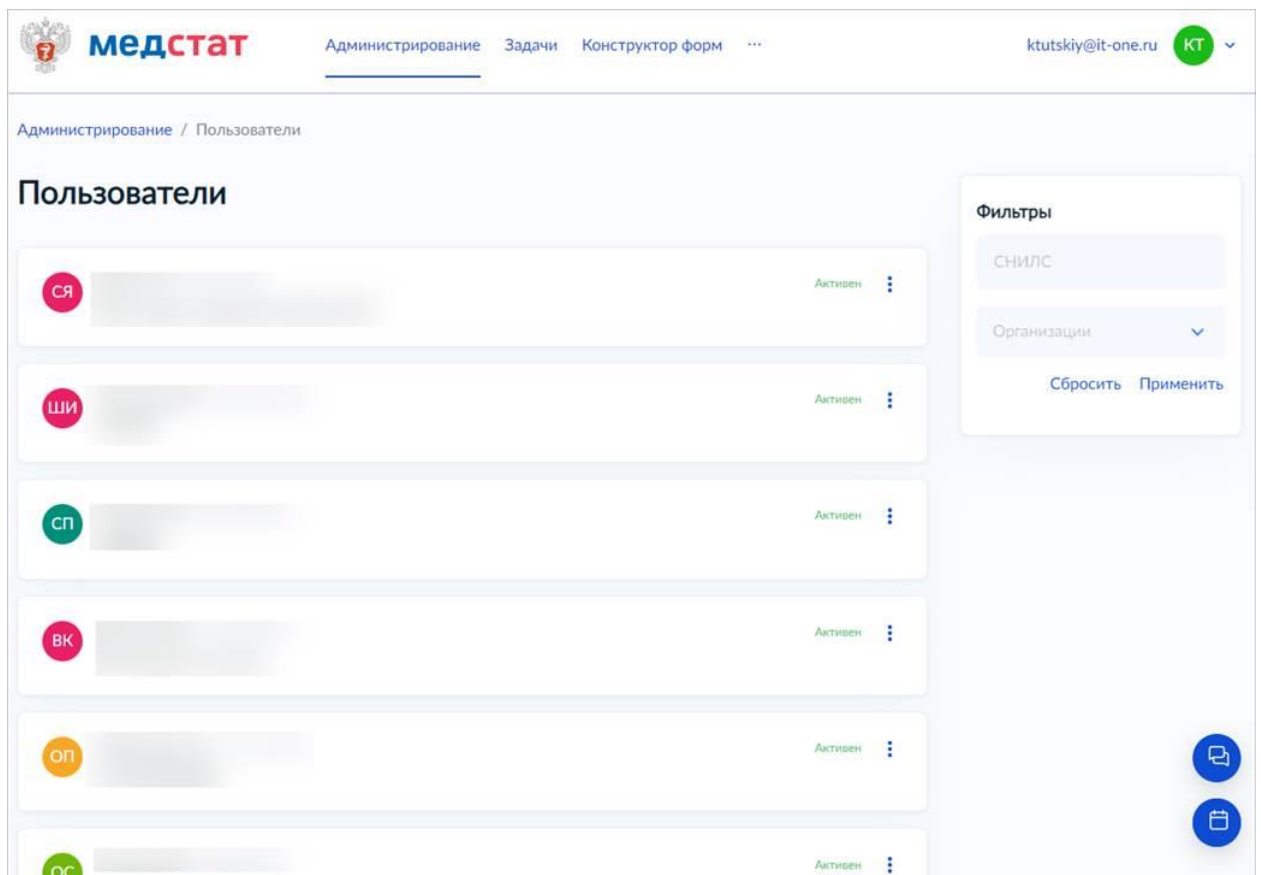 медстат
Администрирование Задачи Конструктор форм ...
ktutskiy@it-one.ru КТ
Администрирование / Пользователи
Пользователи
Фильтры
СНИЛС
Организации
Сбросить Применить
СЯ Активен
ШИ Активен
СП Активен
ВК Активен
ОП Активен
ОС Активен